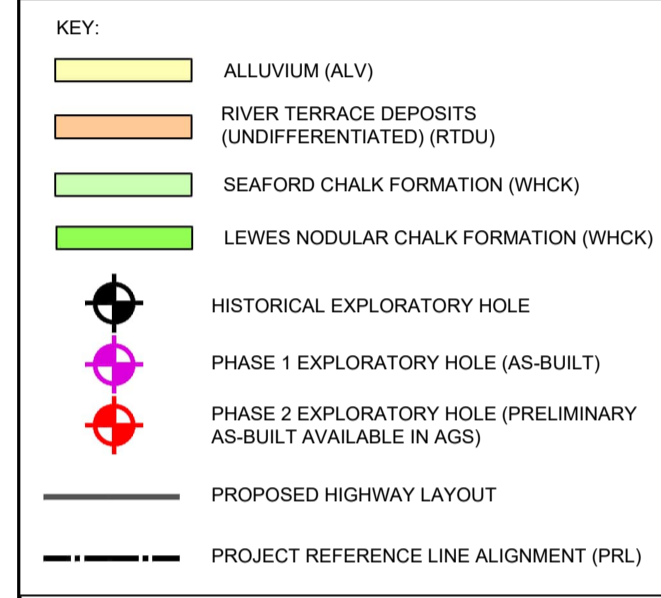 KEY:
ALLUVIUM (ALV)
RIVER TERRACE DEPOSITS
(UNDIFFERENTIATED) (RTDU)
SEAFORD CHALK FORMATION (WHCK)
LEWES NODULAR CHALK FORMATION (WHCK)
HISTORICAL EXPLORATORY HOLE
PHASE 1 EXPLORATORY HOLE (AS-BUILT)
PHASE 2 EXPLORATORY HOLE (PRELIMINARY
AS-BUILT AVAILABLE IN AGS)
PROPOSED HIGHWAY LAYOUT
PROJECT REFERENCE LINE ALIGNMENT (PRL)